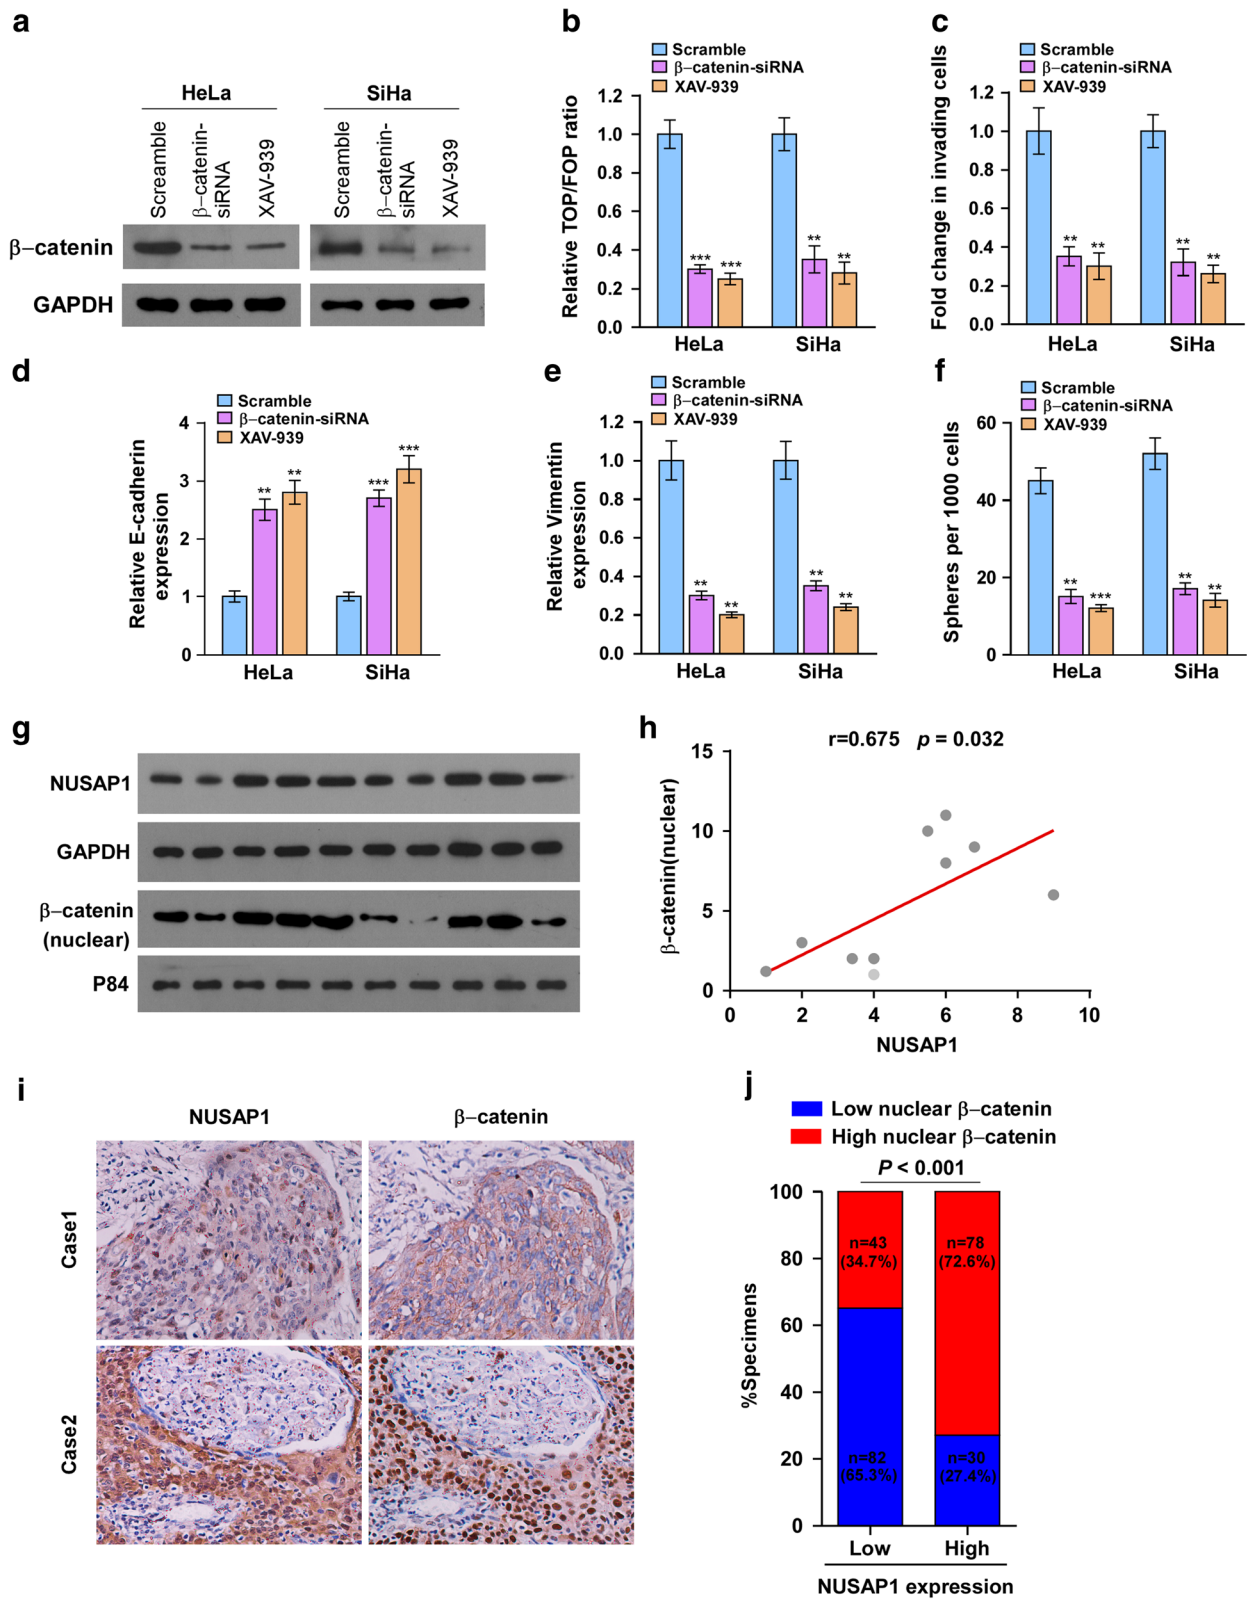 a
HeLa
SiHa
Screamble
β−catenin-
siRNA
XAV-939
Screamble
β−catenin-
siRNA
XAV-939
β−catenin
GAPDH
b
Scramble
β−catenin-siRNA
XAV-939
Relative TOP/FOP ratio
1.2
1.0
0.8
0.6
0.4
0.2
0.0
***
***
**
**
HeLa
SiHa
c
Scramble
β−catenin-siRNA
XAV-939
Fold change in invading cells
1.2
1.0
0.8
0.6
0.4
0.2
0.0
**
**
**
**
HeLa
SiHa
d
Scramble
β−catenin-siRNA
XAV-939
Relative E-cadherin
expression
4
3
2
1
0
**
**
***
***
HeLa
SiHa
e
Scramble
β−catenin-siRNA
XAV-939
Relative Vimentin
expression
1.2
1.0
0.8
0.6
0.4
0.2
0.0
**
**
**
**
HeLa
SiHa
f
Scramble
β−catenin-siRNA
XAV-939
Spheres per 1000 cells
60
40
20
0
**
***
**
**
HeLa
SiHa
g
NUSAP1
GAPDH
β−catenin
(nuclear)
P84
h
r=0.675 p = 0.032
β-catenin(nuclear)
15
10
5
0
0 2 4 6 8 10
NUSAP1
i
NUSAP1
β−catenin
Case1
Case2
j
Low nuclear β−catenin
High nuclear β−catenin
P < 0.001
%Specimens
100
80
60
40
20
0
n=43
(34.7%)
n=78
(72.6%)
n=82
(65.3%)
n=30
(27.4%)
Low
High
NUSAP1 expression